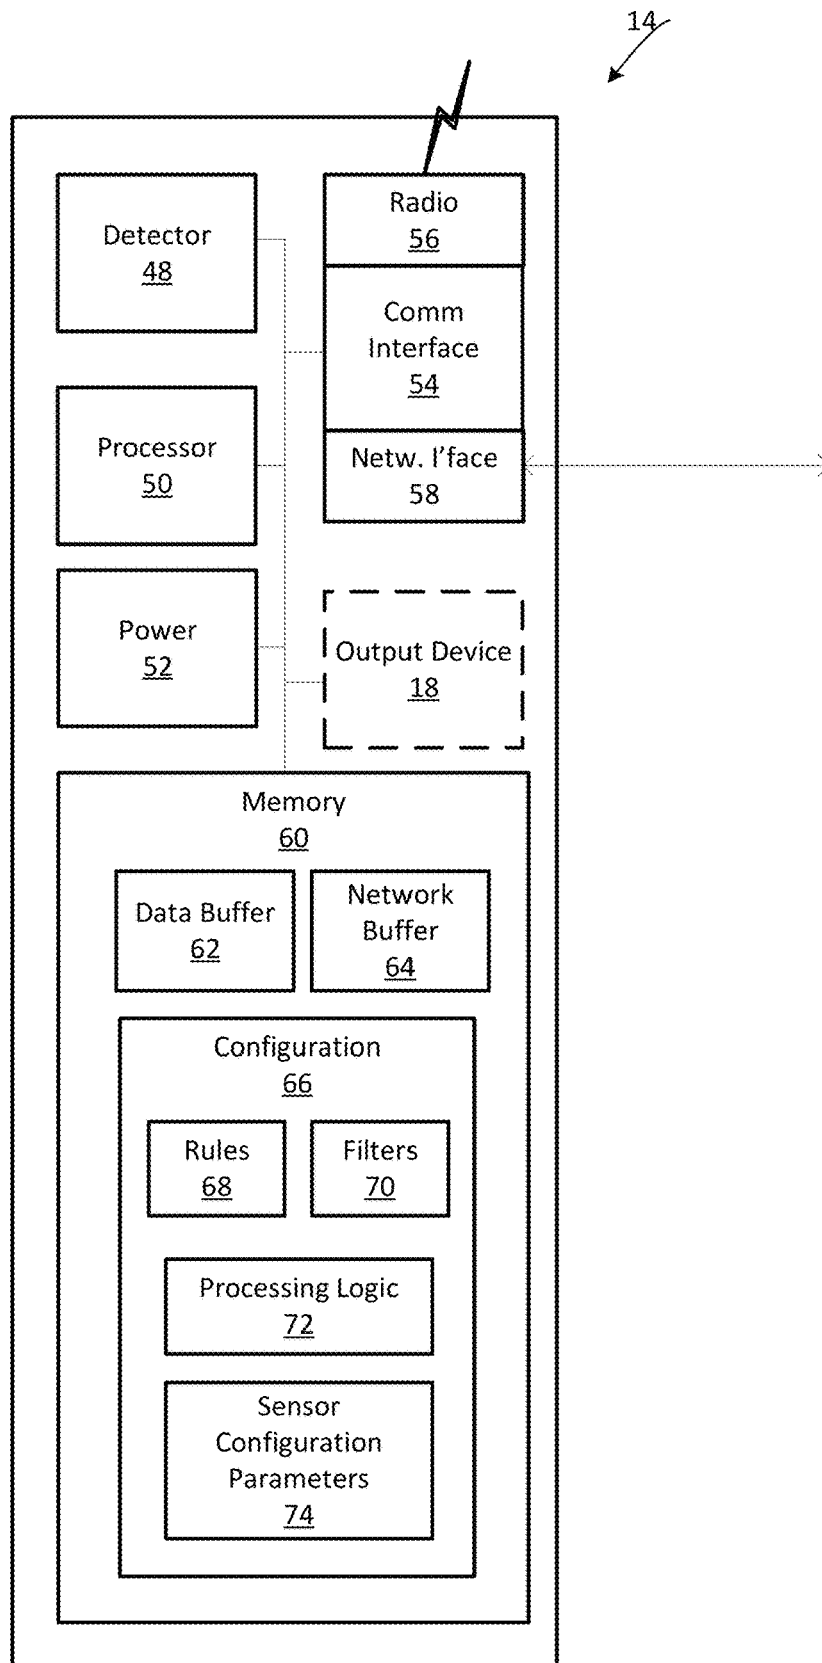 14
Detector
48
Radio
56
Comm
Interface
54
Processor
50
Netw. I'face
58
Power
52
Output Device
18
Memory
60
Data Buffer
62
Network
Buffer
64
Configuration
66
Rules
68
Filters
70
Processing Logic
72
Sensor
Configuration
Parameters
74